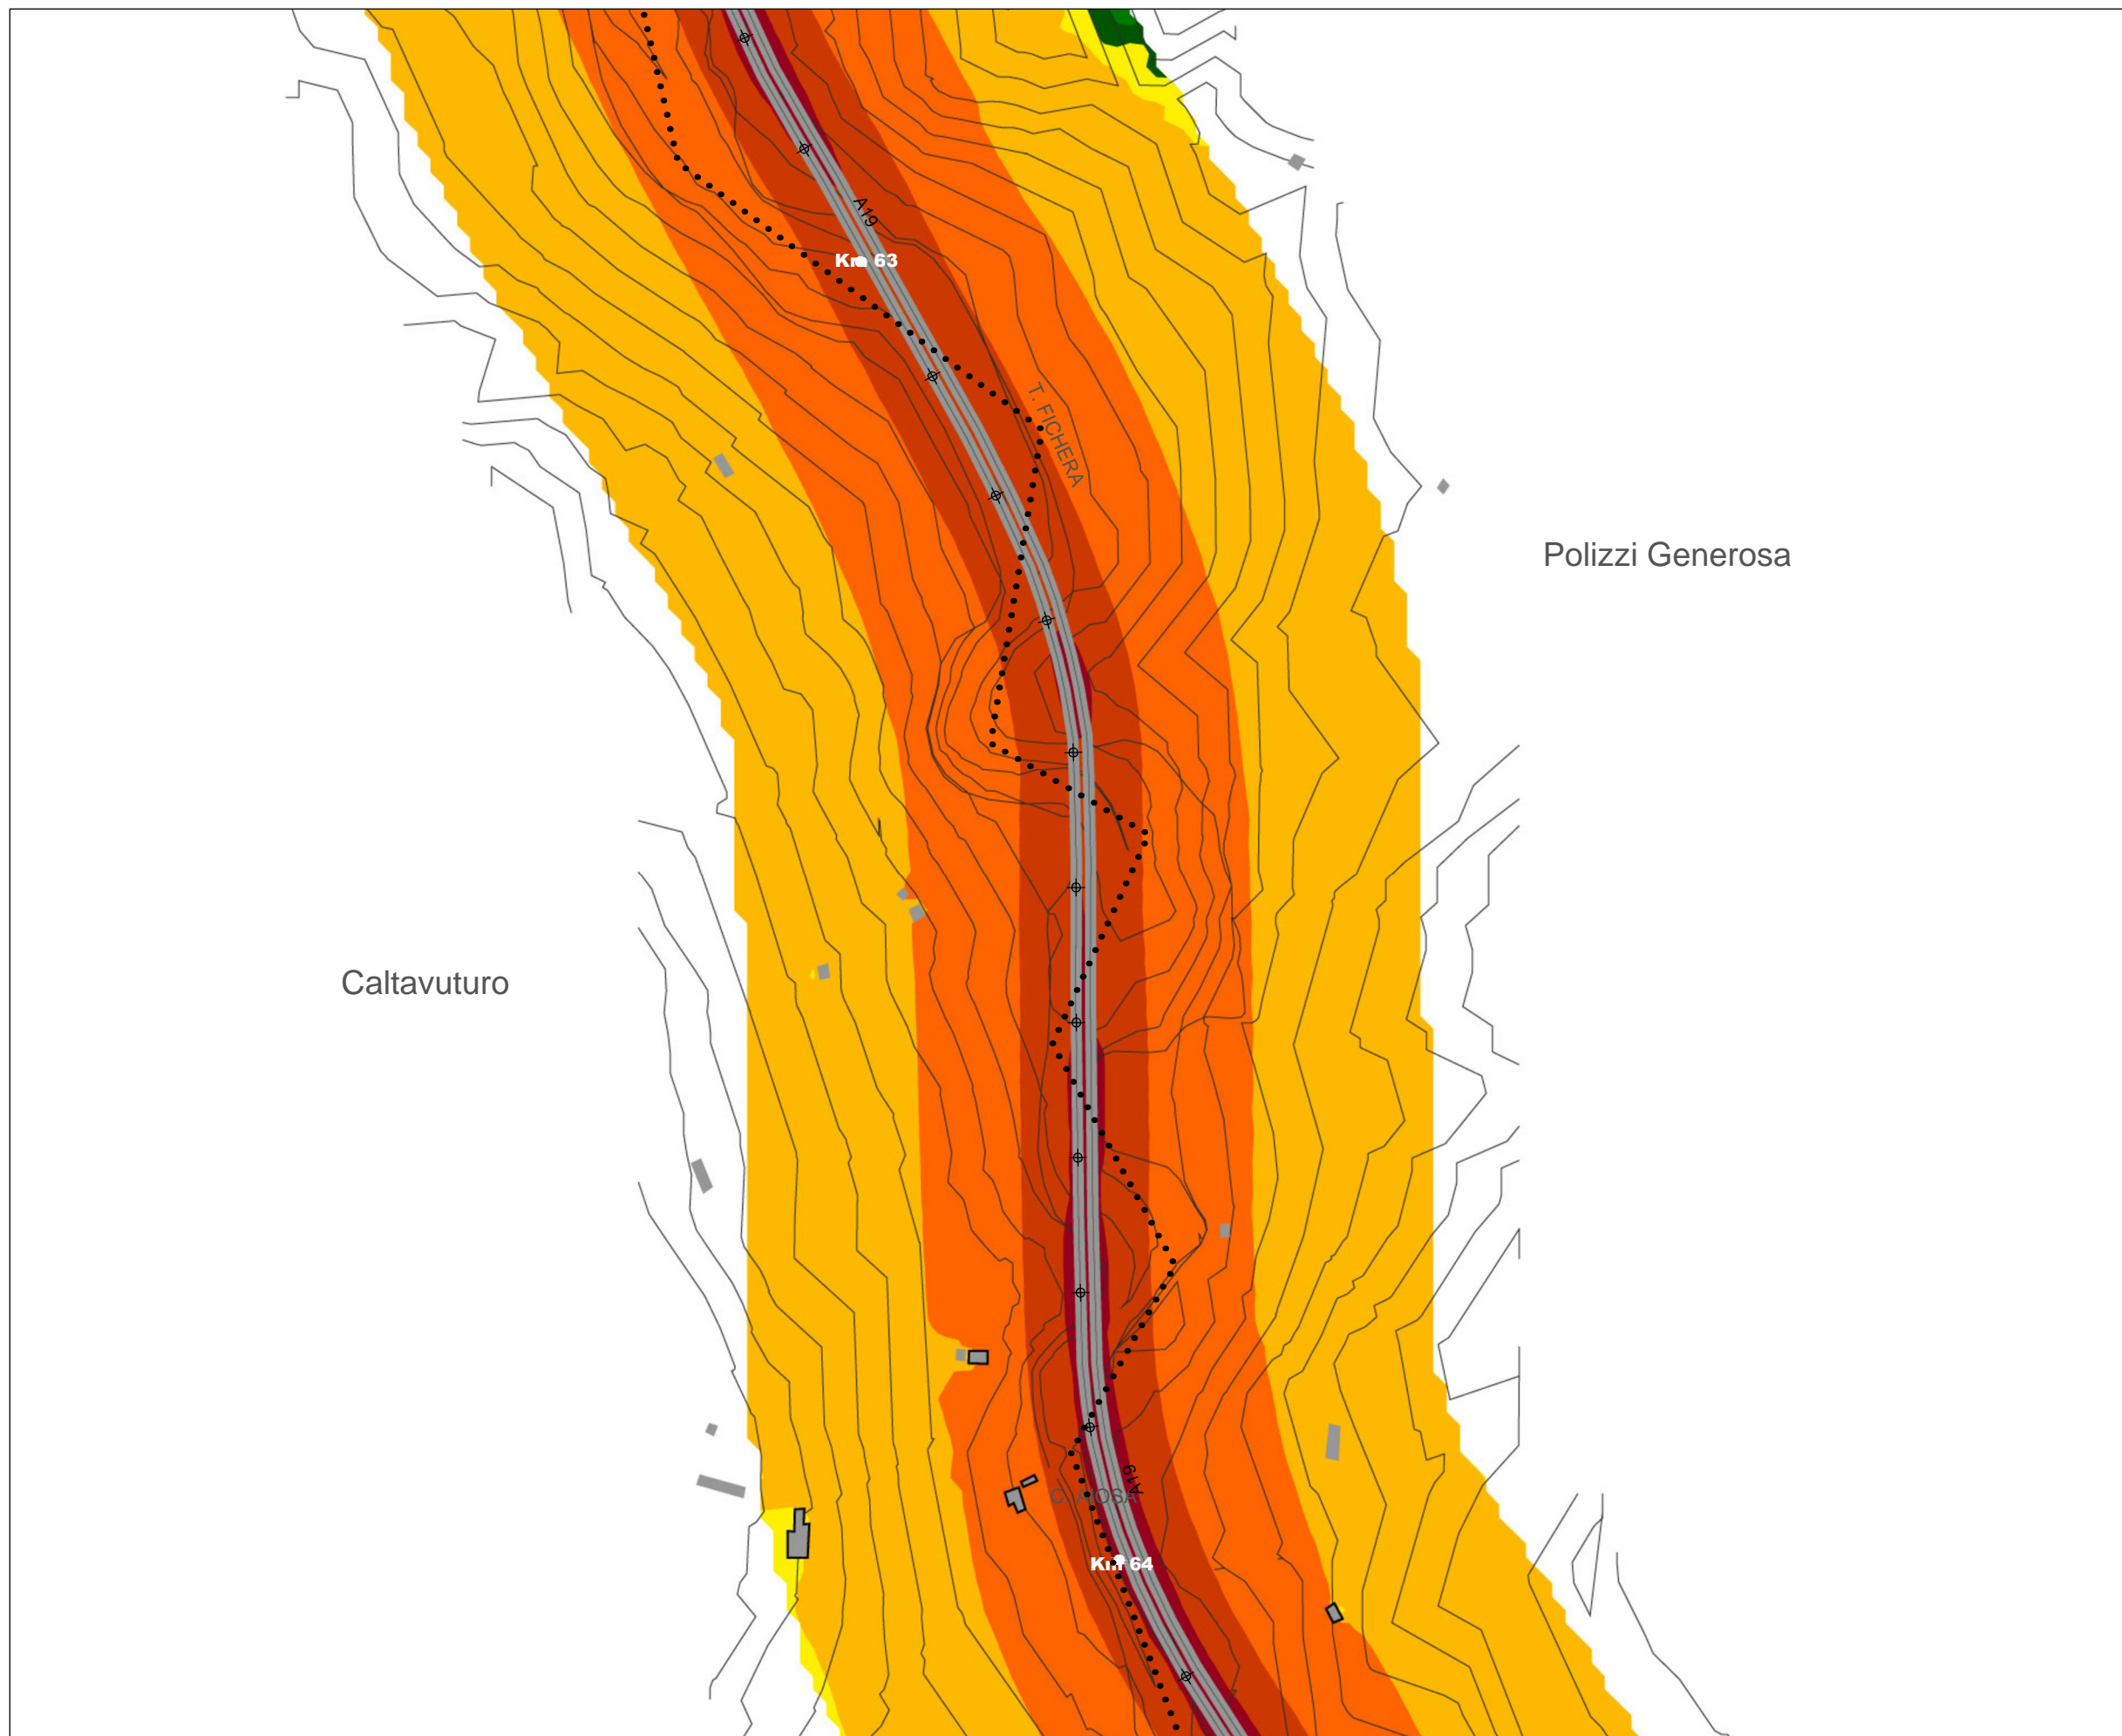 A19
Km 63
T. FICHERA
Polizzi Generosa
Caltavuturo
A19
Km 64